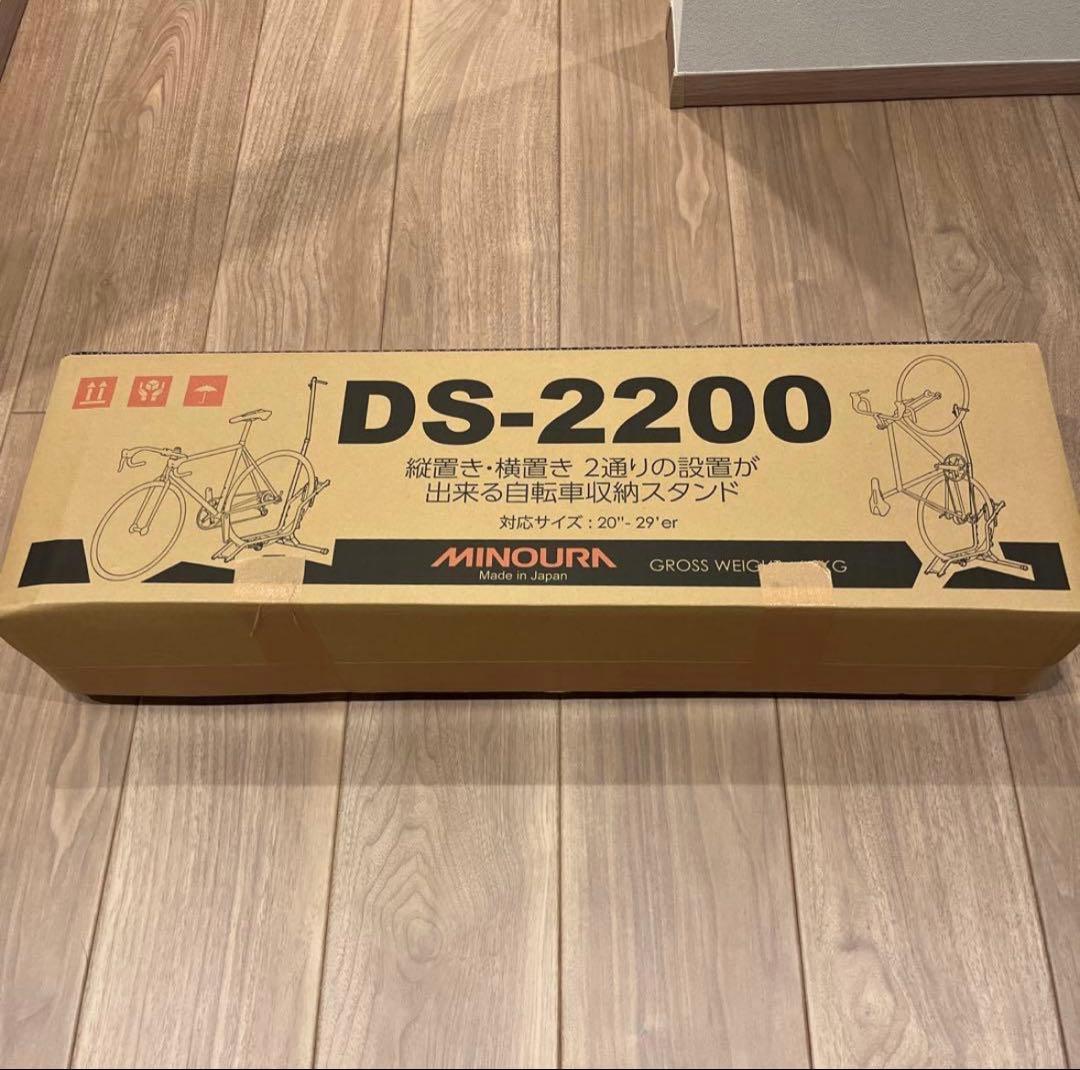 DS-2200
縦置き・横置き 2通りの設置が
出来る自転車収納スタンド
対応サイズ : 20"- 29'er
MINOURA
Made in Japan
GROSS